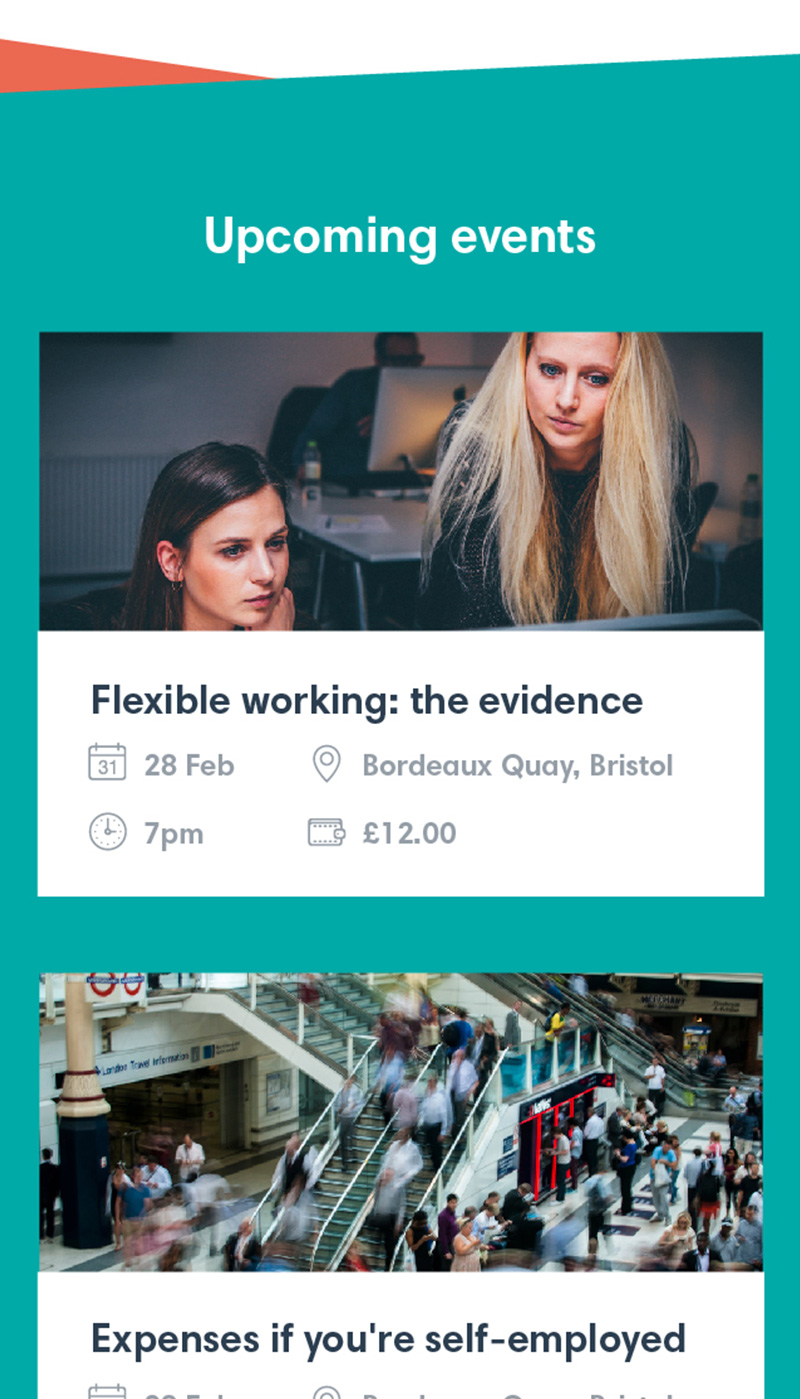 Upcoming events
Flexible working: the evidence
31 28 Feb Bordeaux Quay, Bristol
7pm £12.00
London Travel Information
Expenses if you're self-employed